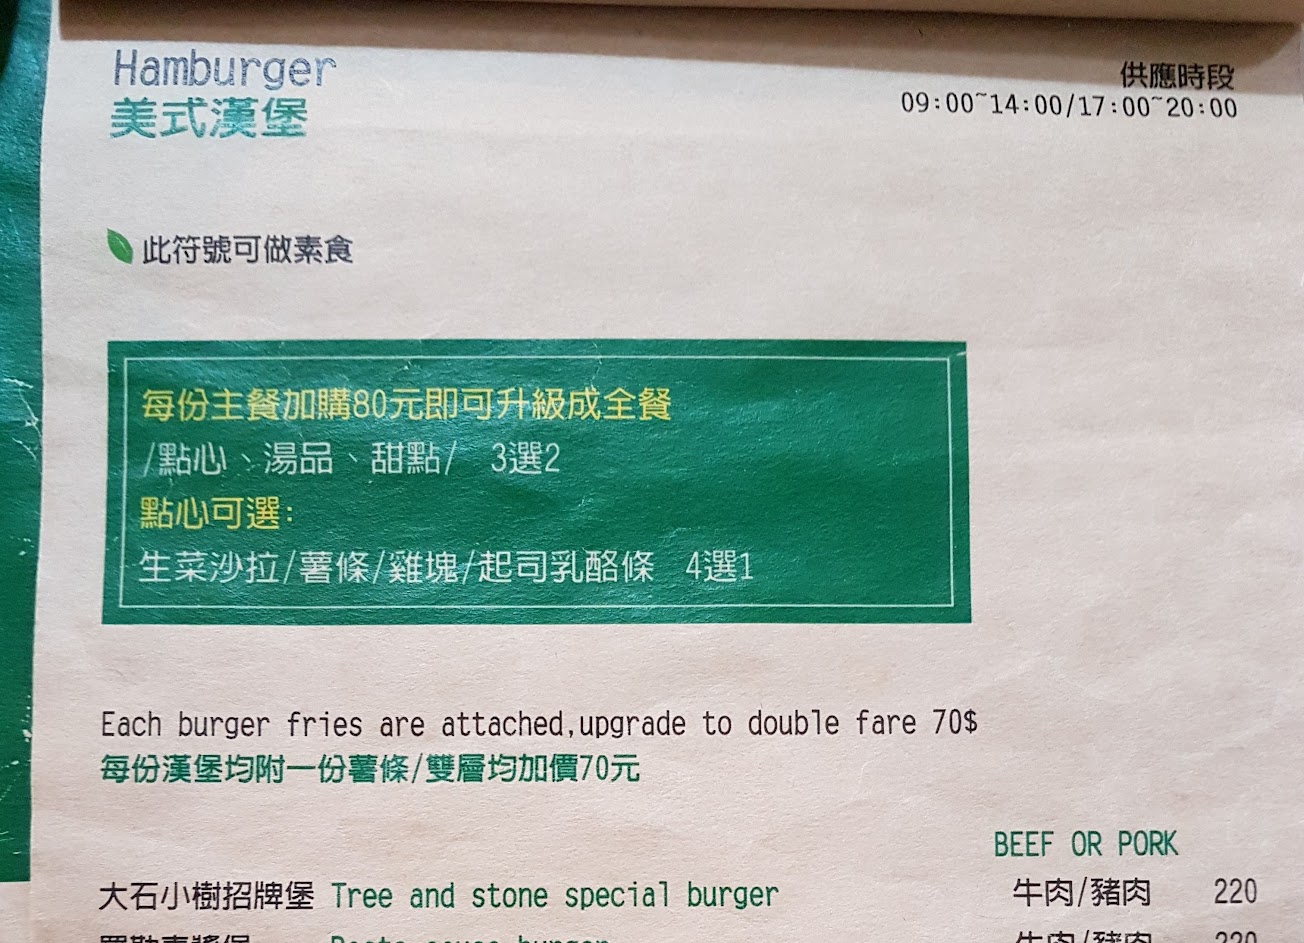 Hamburger
美式漢堡
供應時段
09:00~14:00/17:00~20:00
此符號可做素食
每份主餐加購80元即可升級成全餐
/點心、湯品、甜點/ 3選2
點心可選:
生菜沙拉/薯條/雞塊/起司乳酪條 4選1
Each burger fries are attached,upgrade to double fare 70$
每份漢堡均附一份薯條/雙層均加價70元
BEEF OR PORK
大石小樹招牌堡 Tree and stone special burger 牛肉/豬肉 220
burger 牛肉/豬肉 220